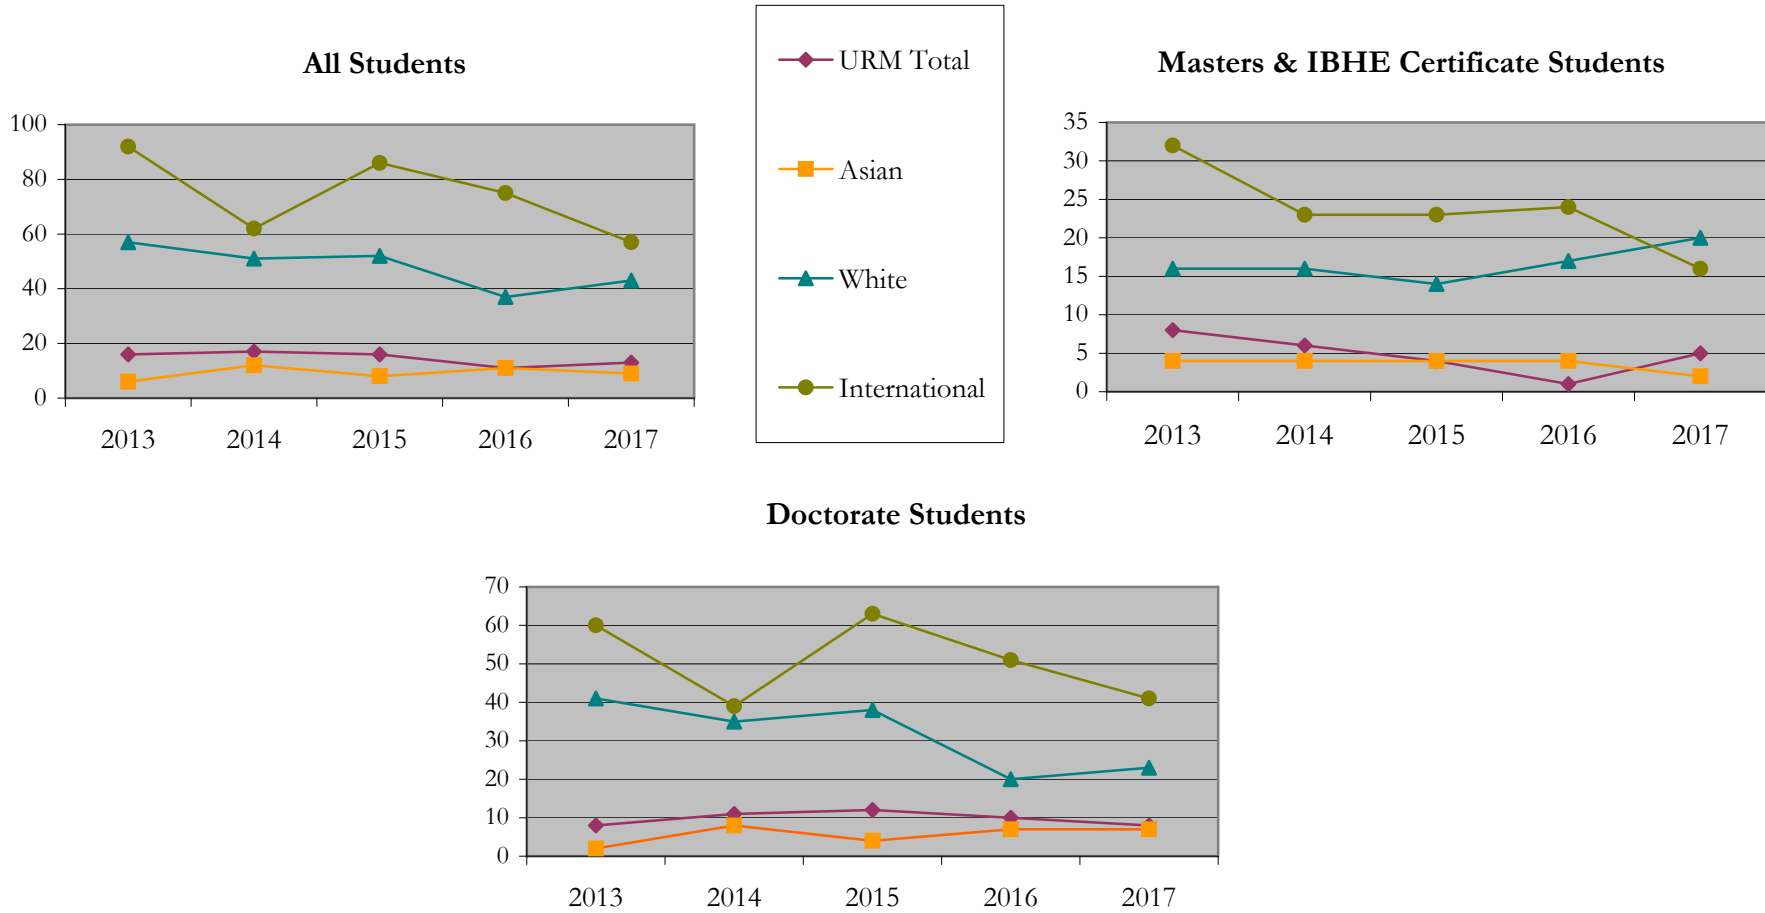 All Students
100
80
60
40
20
0
2013 2014 2015 2016 2017
URM Total
Asian
White
International
Masters & IBHE Certificate Students
35
30
25
20
15
10
5
0
2013 2014 2015 2016 2017
Doctorate Students
70
60
50
40
30
20
10
0
2013 2014 2015 2016 2017